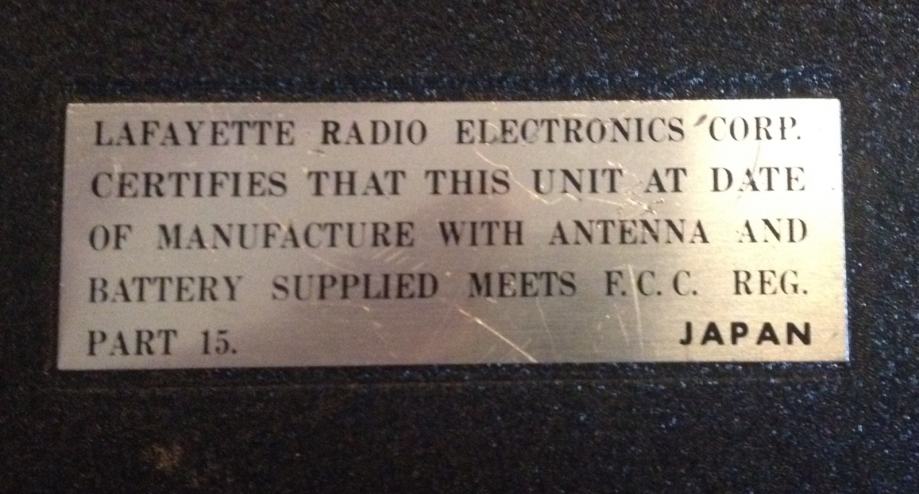 LAFAYETTE RADIO ELECTRONICS CORP.
CERTIFIES THAT THIS UNIT AT DATE
OF MANUFACTURE WITH ANTENNA AND
BATTERY SUPPLIED MEETS F.C.C. REG.
PART 15. JAPAN